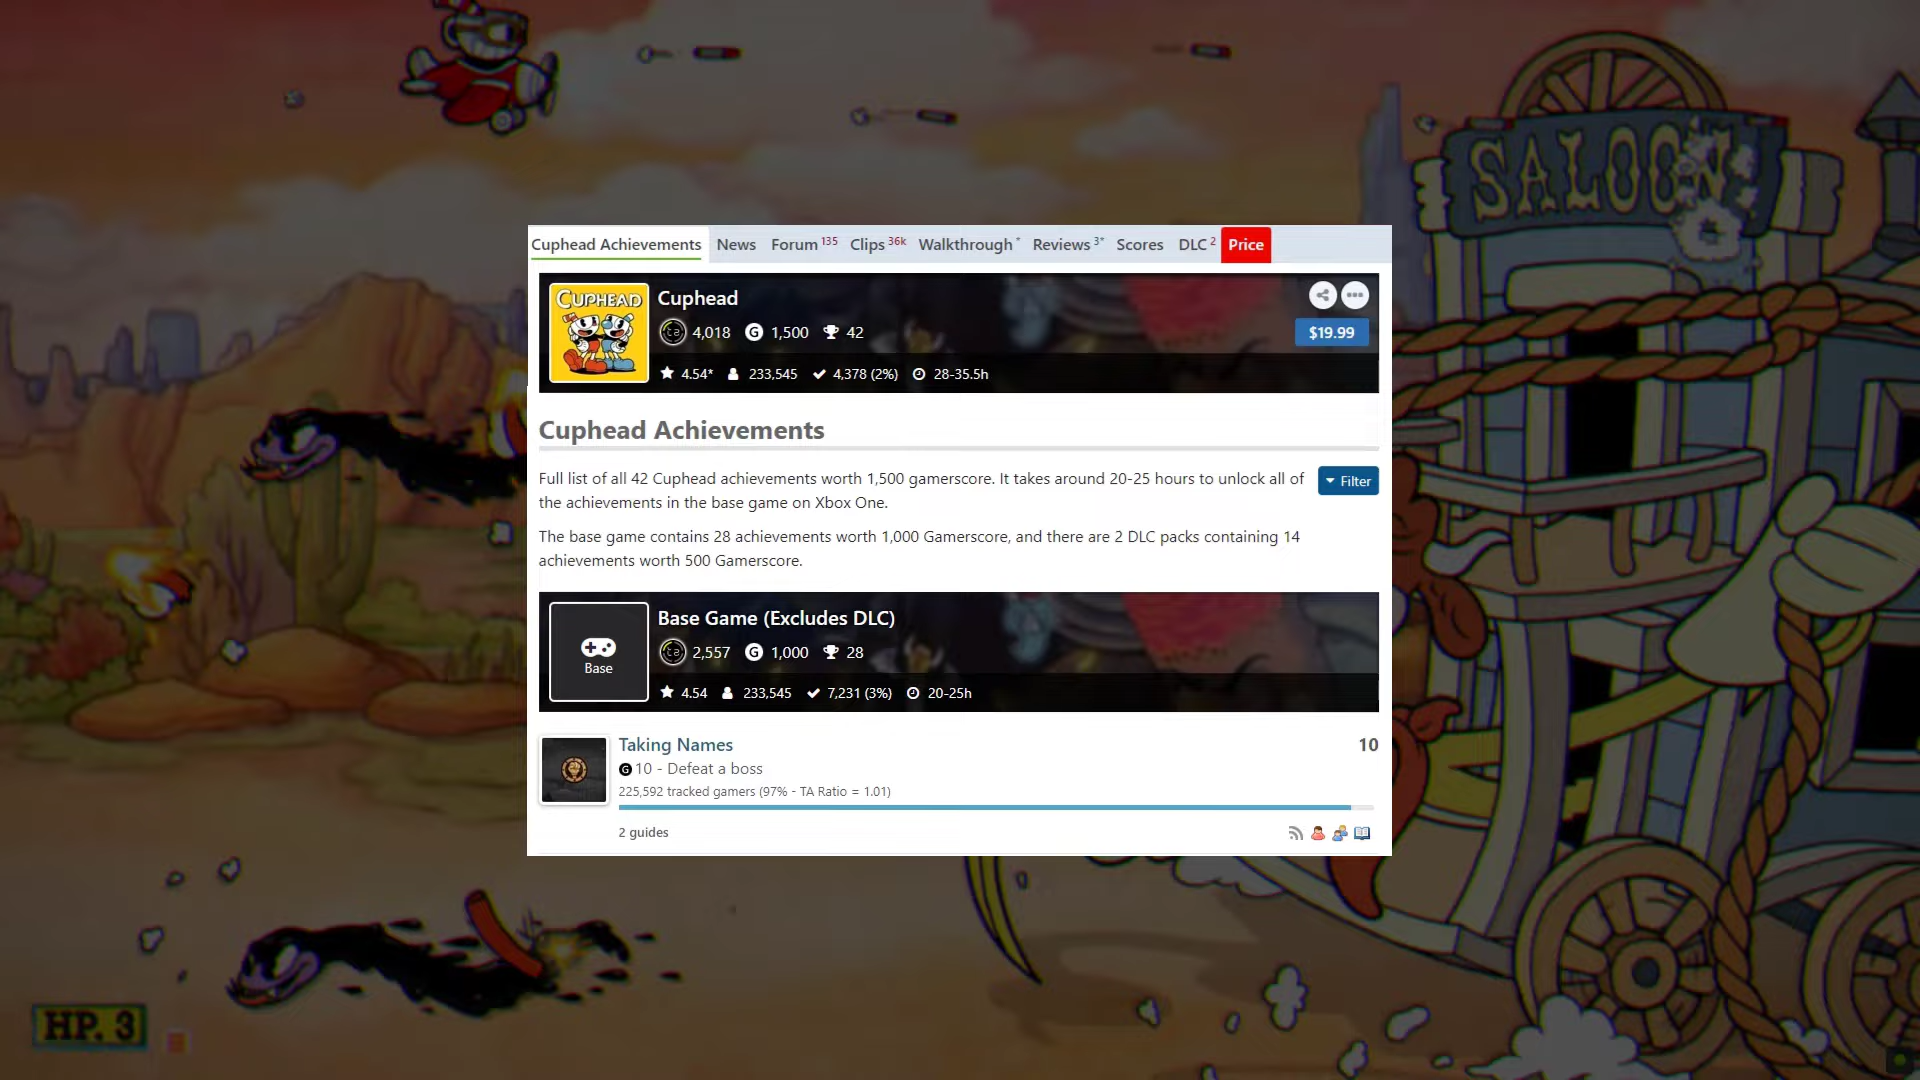 SALOON
Cuphead Achievements News Forum 135 Clips 36k Walkthrough * Reviews 3* Scores DLC 2 Price
CUPHEAD
Cuphead
4,018 G 1,500 42
$19.99
4.54* 233,545 4,378 (2%) 28-35.5h
Cuphead Achievements
Full list of all 42 Cuphead achievements worth 1,500 gamerscore. It takes around 20-25 hours to unlock all of
the achievements in the base game on Xbox One.
Filter
The base game contains 28 achievements worth 1,000 Gamerscore, and there are 2 DLC packs containing 14
achievements worth 500 Gamerscore.
Base
Base Game (Excludes DLC)
2,557 G 1,000 28
4.54 233,545 7,231 (3%) 20-25h
Taking Names 10
G 10 - Defeat a boss
225,592 tracked gamers (97% - TA Ratio = 1.01)
2 guides
HP. 3